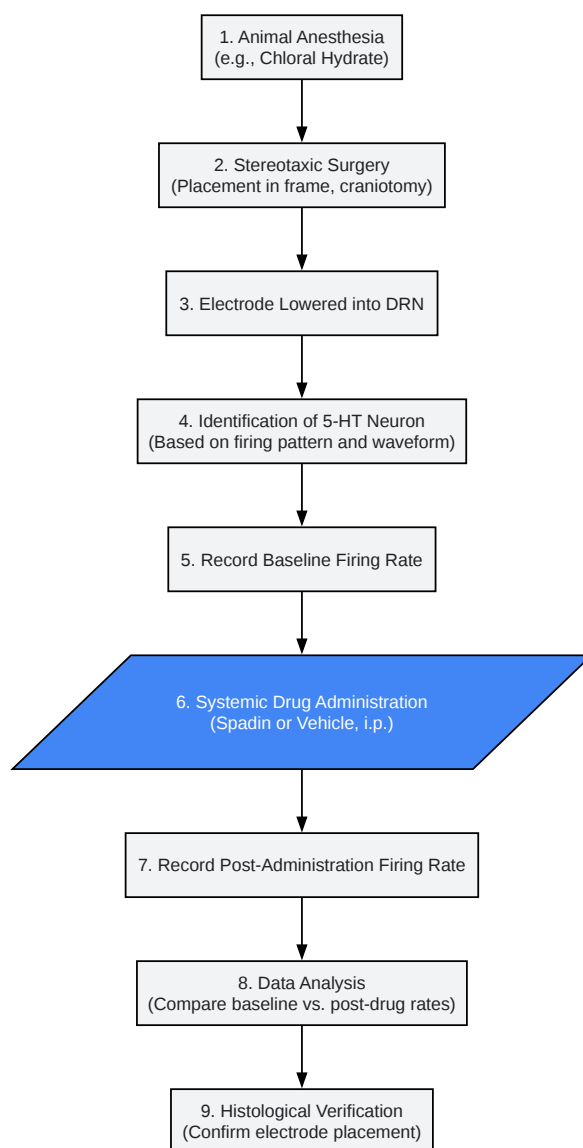 1. Animal Anesthesia
(e.g., Chloral Hydrate)
2. Stereotaxic Surgery
(Placement in frame, craniotomy)
3. Electrode Lowered into DRN
4. Identification of 5-HT Neuron
(Based on firing pattern and waveform)
5. Record Baseline Firing Rate
6. Systemic Drug Administration
(Spadin or Vehicle, i.p.)
7. Record Post-Administration Firing Rate
8. Data Analysis
(Compare baseline vs. post-drug rates)
9. Histological Verification
(Confirm electrode placement)